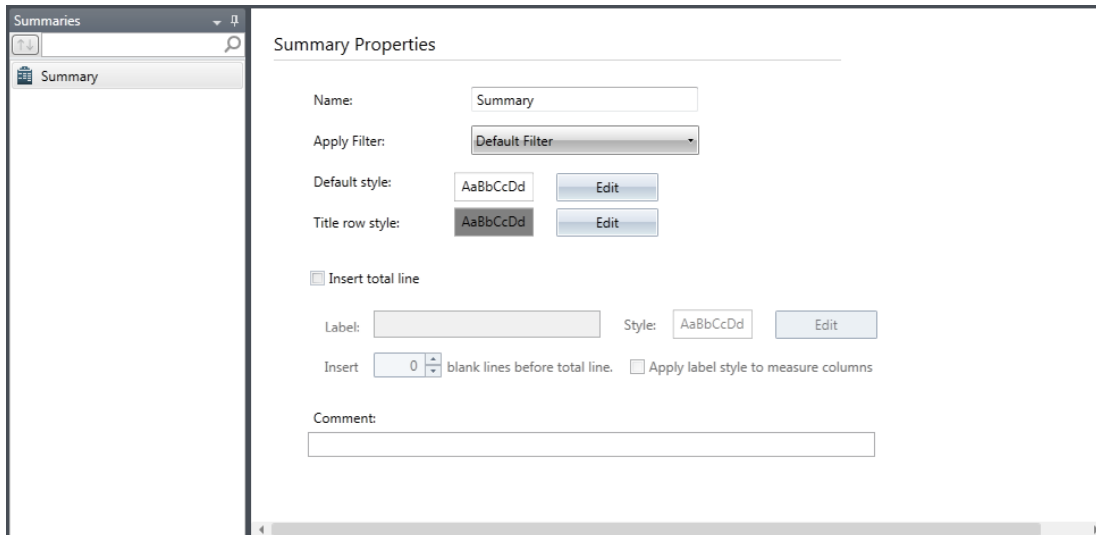 Summaries
Summary
Summary Properties
Name: Summary
Apply Filter: Default Filter
Default style: AaBbCcDd Edit
Title row style: AaBbCcDd Edit
Insert total line
Label: Style: AaBbCcDd Edit
Insert 0 blank lines before total line. Apply label style to measure columns
Comment: